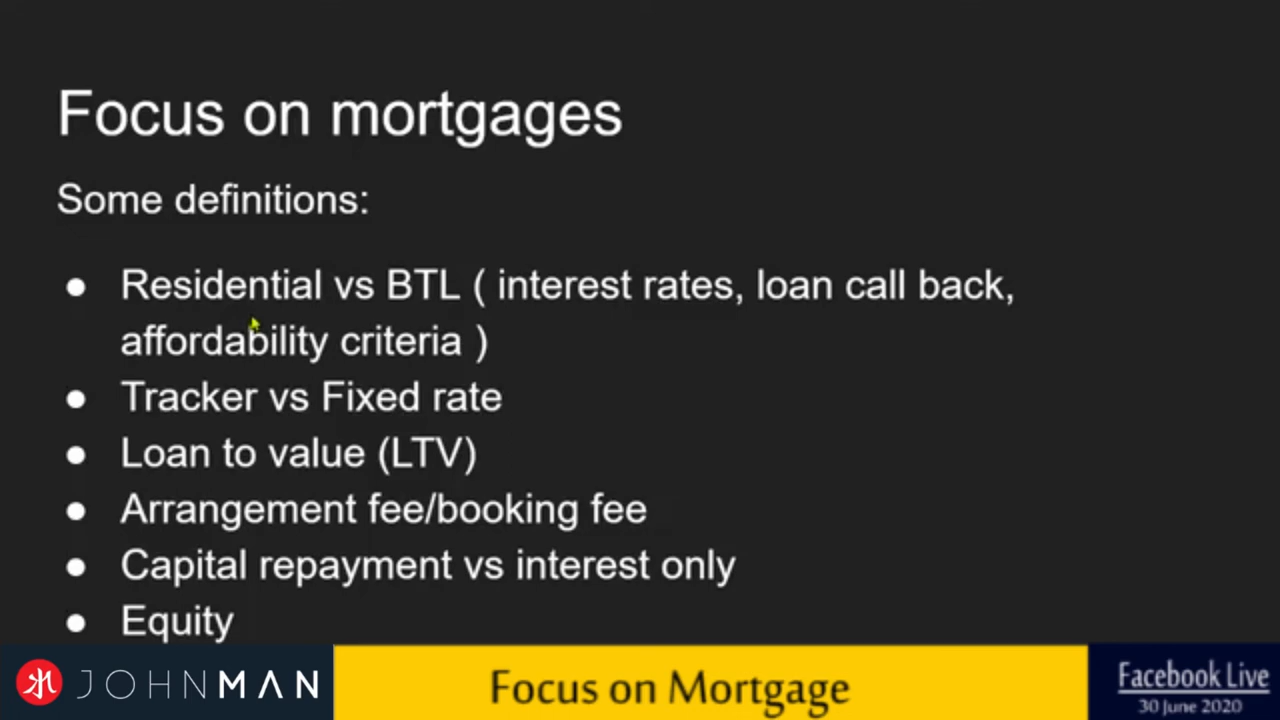 Focus on mortgages
Some definitions:
● Residential vs BTL ( interest rates, loan call back,
affordability criteria )
● Tracker vs Fixed rate
● Loan to value (LTV)
● Arrangement fee/booking fee
● Capital repayment vs interest only
● Equity
JOHNMAN
Focus on Mortgage
Facebook Live
30 June 2020